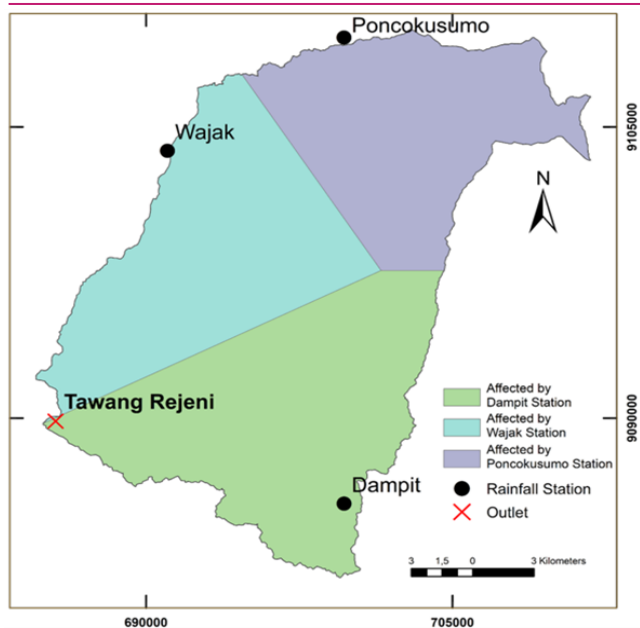 Poncokusumo
Wajak
9105000
N
Tawang Rejeni
Affected by
Dampit Station
Affected by
Wajak Station
Affected by
Poncokusumo Station
9090000
Dampit
Rainfall Station
Outlet
3 1,5 0 3 Kilometers
690000 705000